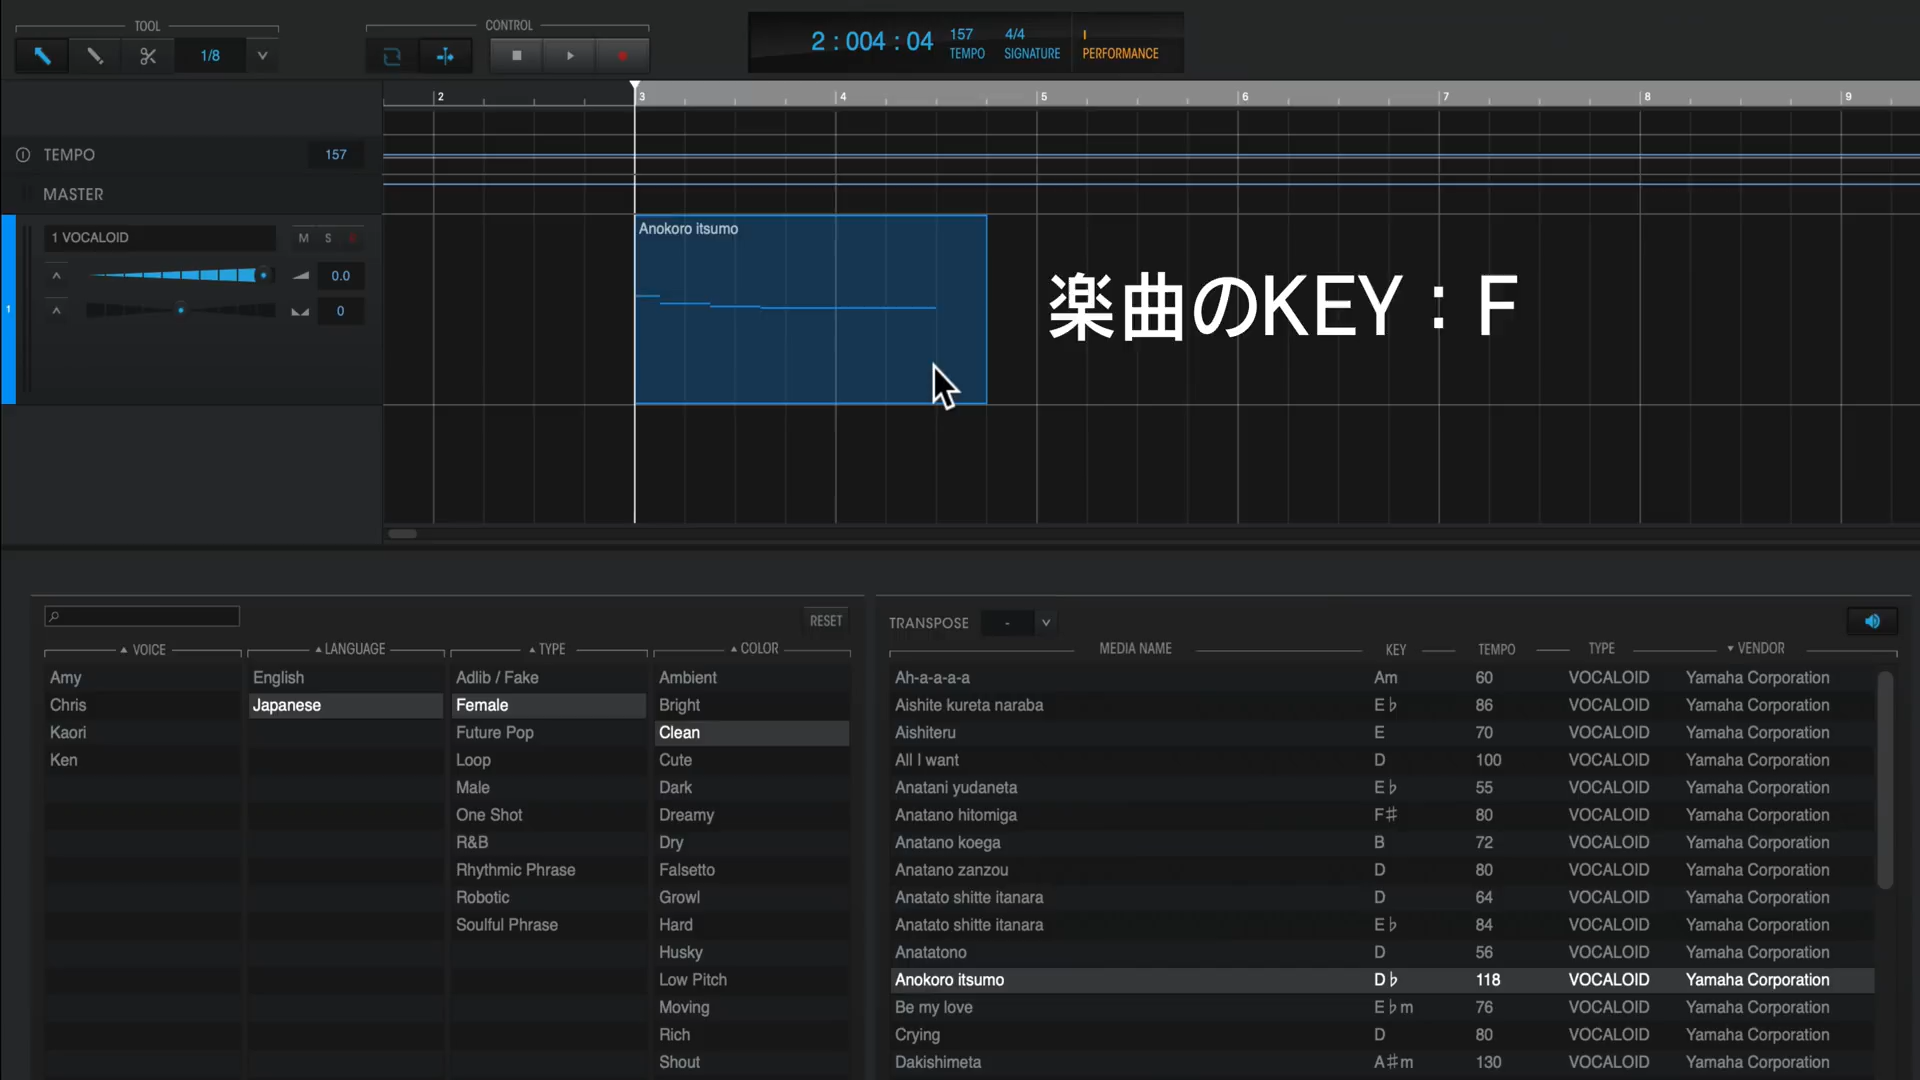 TOOL
CONTROL
1/8
2 : 004 : 04
157
TEMPO
4/4
SIGNATURE
PERFORMANCE
2
3
4
5
6
7
8
9
TEMPO
157
MASTER
1 VOCALOID
M S
0.0
0
1
Anokoro itsumo
楽曲のKEY：F
RESET
VOICE
LANGUAGE
TYPE
COLOR
Amy
Chris
Kaori
Ken
English
Japanese
Adlib / Fake
Female
Future Pop
Loop
Male
One Shot
R&B
Rhythmic Phrase
Robotic
Soulful Phrase
Ambient
Bright
Clean
Cute
Dark
Dreamy
Dry
Falsetto
Growl
Hard
Husky
Low Pitch
Moving
Rich
Shout
TRANSPOSE -
MEDIA NAME KEY TEMPO TYPE VENDOR
Ah-a-a-a-a Am 60 VOCALOID Yamaha Corporation
Aishite kureta naraba E♭ 86 VOCALOID Yamaha Corporation
Aishiteru E 70 VOCALOID Yamaha Corporation
All I want D 100 VOCALOID Yamaha Corporation
Anatani yudaneta E♭ 55 VOCALOID Yamaha Corporation
Anatano hitomiga F♯ 80 VOCALOID Yamaha Corporation
Anatano koega B 72 VOCALOID Yamaha Corporation
Anatano zanzou D 80 VOCALOID Yamaha Corporation
Anatato shitte itanara D 64 VOCALOID Yamaha Corporation
Anatato shitte itanara E♭ 84 VOCALOID Yamaha Corporation
Anatatono D 56 VOCALOID Yamaha Corporation
Anokoro itsumo D♭ 118 VOCALOID Yamaha Corporation
Be my love E♭m 76 VOCALOID Yamaha Corporation
Crying D 80 VOCALOID Yamaha Corporation
Dakishimeta A♯m 130 VOCALOID Yamaha Corporation